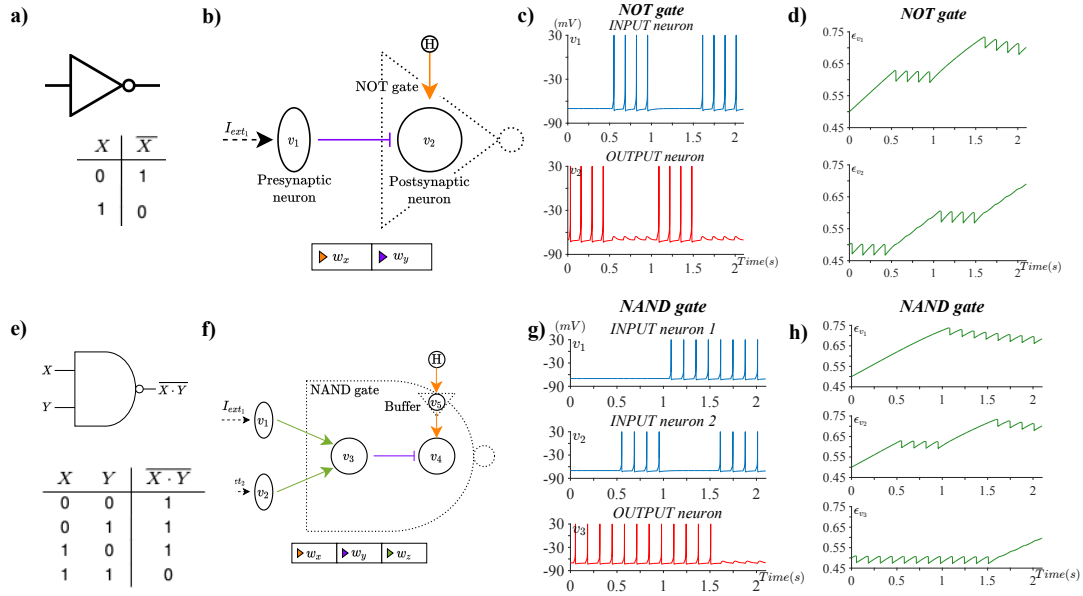 a)
X X̅
0 1
1 0
b)
H
NOT gate
I_ext₁
v₁
v₂
Presynaptic
neuron
Postsynaptic
neuron
w_x w_y
c)
NOT gate
(mV)
INPUT neuron
30
v₁
-30
-90
0 0.5 1 1.5 2
OUTPUT neuron
30
v₂
-30
-90
0 0.5 1 1.5 2
Time(s)
d)
NOT gate
0.75
ϵ_v₁
0.65
0.55
0.45
0 0.5 1 1.5 2
0.75
ϵ_v₂
0.65
0.55
0.45
0 0.5 1 1.5 2
Time(s)
e)
X
Y
X · Y̅
X Y X · Y̅
0 0 1
0 1 1
1 0 1
1 1 0
f)
H
NAND gate
Buffer
v₅
I_ext₁
v₁
v₃
v₄
v₂
w_x w_y w_z
g)
NAND gate
(mV)
INPUT neuron 1
30
v₁
-30
-90
0 0.5 1 1.5 2
INPUT neuron 2
30
v₂
-30
-90
0 0.5 1 1.5 2
OUTPUT neuron
30
v₃
-30
-90
0 0.5 1 1.5 2
Time(s)
h)
NAND gate
0.75
ϵ_v₁
0.65
0.55
0.45
0 0.5 1 1.5 2
0.75
ϵ_v₂
0.65
0.55
0.45
0 0.5 1 1.5 2
0.75
ϵ_v₃
0.65
0.55
0.45
0 0.5 1 1.5 2
Time(s)